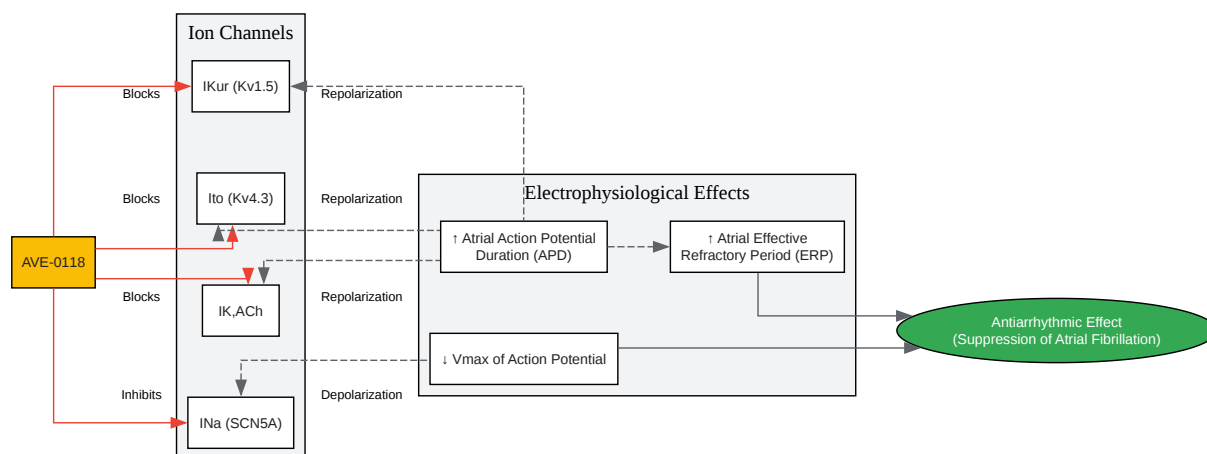 Ion Channels
IKur (Kv1.5)
Blocks
Repolarization
Ito (Kv4.3)
Blocks
Repolarization
Electrophysiological Effects
AVE-0118
↑ Atrial Action Potential
Duration (APD)
↑ Atrial Effective
Refractory Period (ERP)
Blocks
IK,ACh
Repolarization
Antiarrhythmic Effect
(Suppression of Atrial Fibrillation)
↓ Vmax of Action Potential
Inhibits
INa (SCN5A)
Depolarization